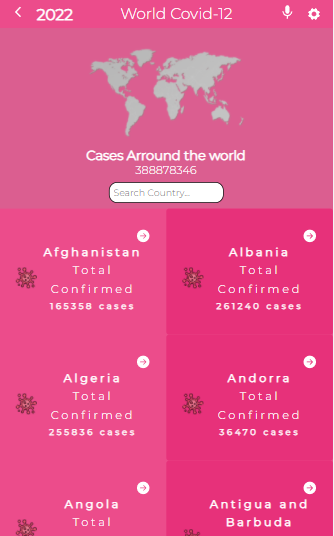 2022 World Covid-12
Cases Arround the world
388878346
Search Country...
Afghanistan
Total
Confirmed
165358 cases
Albania
Total
Confirmed
261240 cases
Algeria
Total
Confirmed
255836 cases
Andorra
Total
Confirmed
36470 cases
Angola
Total
Antigua and
Barbuda